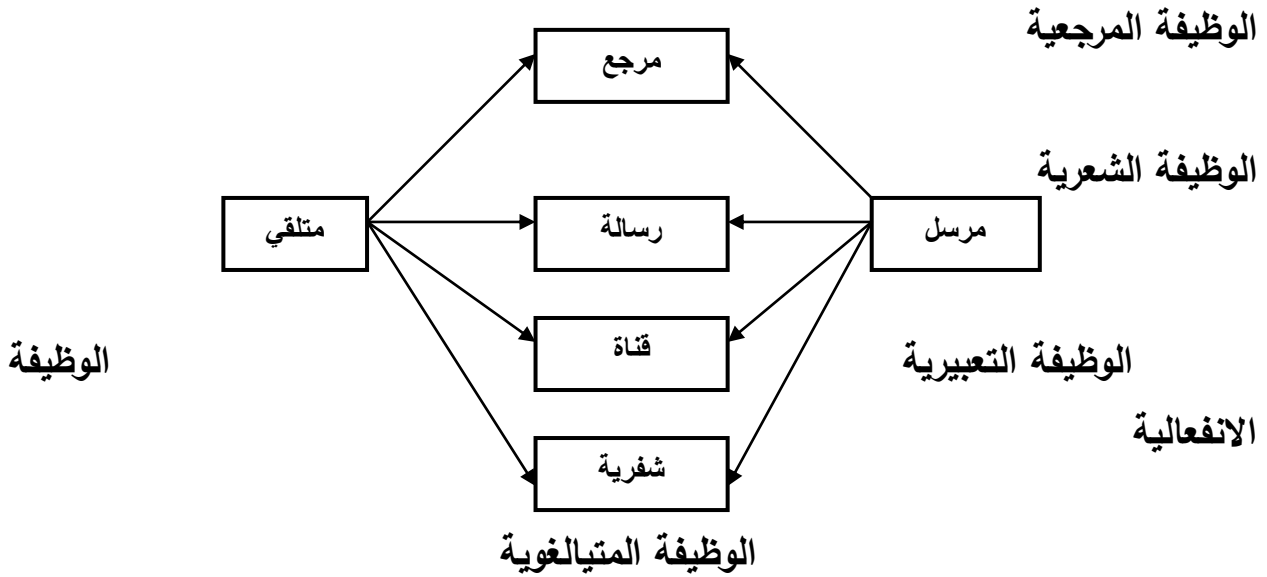 الوظيفة المرجعية
مرجع
الوظيفة الشعرية
مرسل
رسالة
متلقي
قناة
الوظيفة التعبيرية
الوظيفة
الانفعالية
شفرية
الوظيفة المتيالغوية